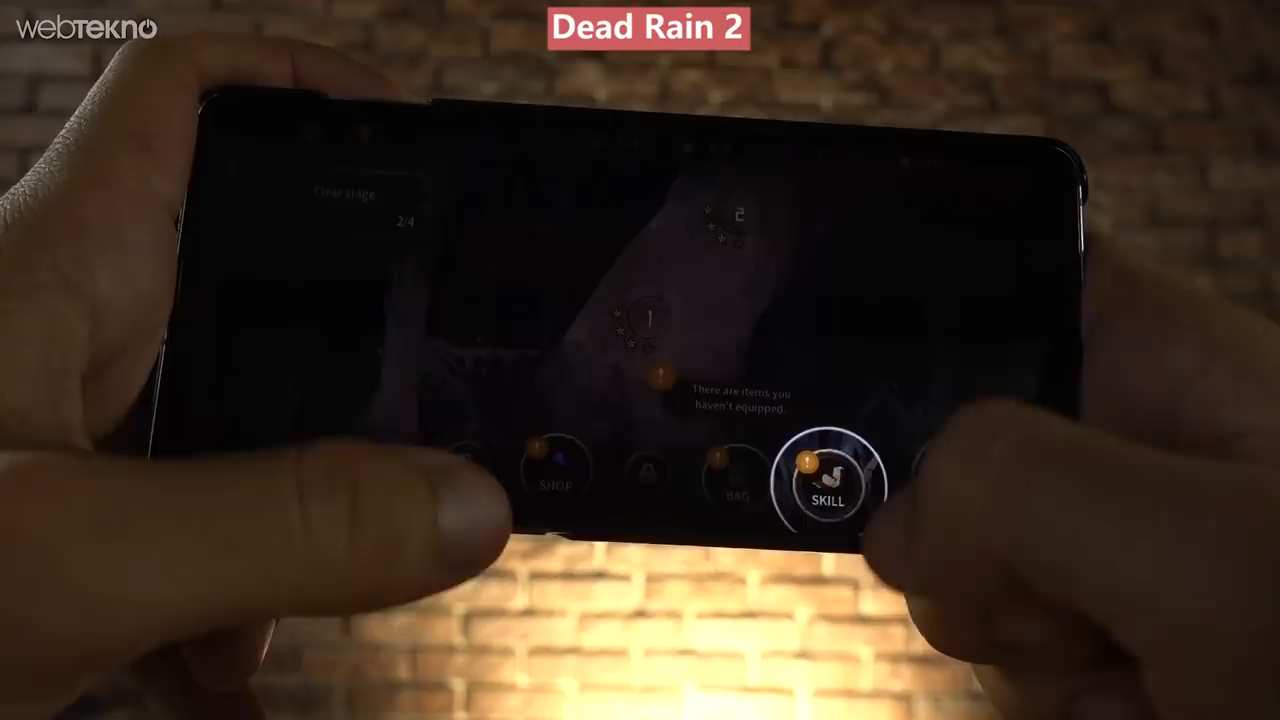 webTEKNO
Dead Rain 2
Clear stage
2/4
2
1
There are items you
haven't equipped.
SHOP
BAG
SKILL